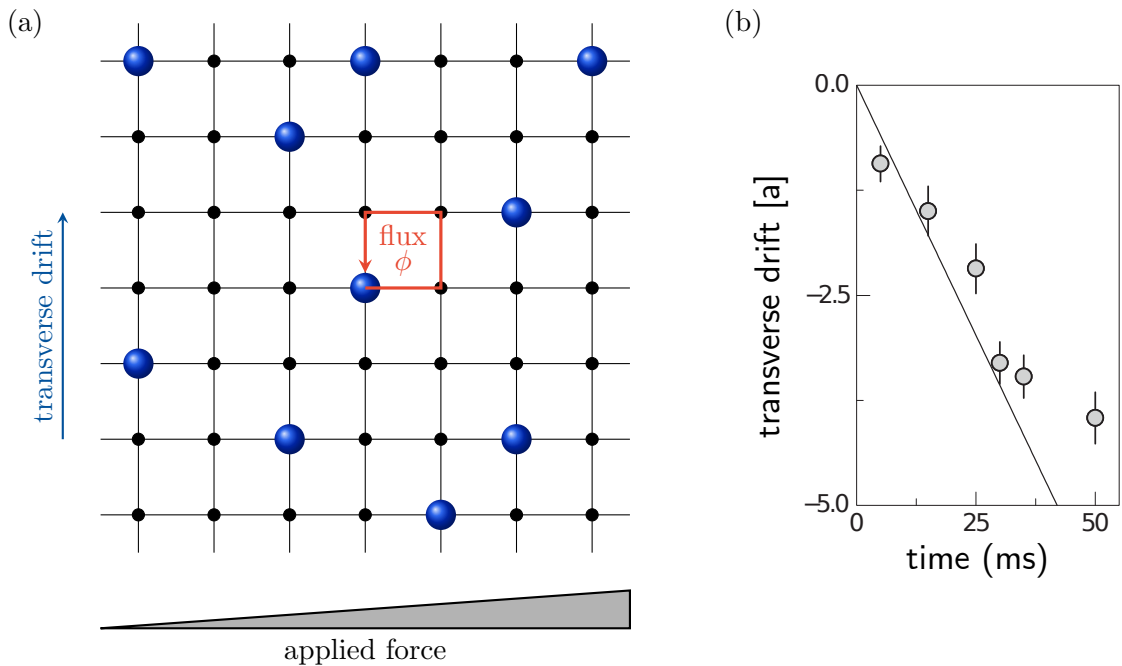 (a)
transverse drift
flux
ϕ
applied force
(b)
transverse drift [a]
0.0
−2.5
−5.0
0
25
50
time (ms)